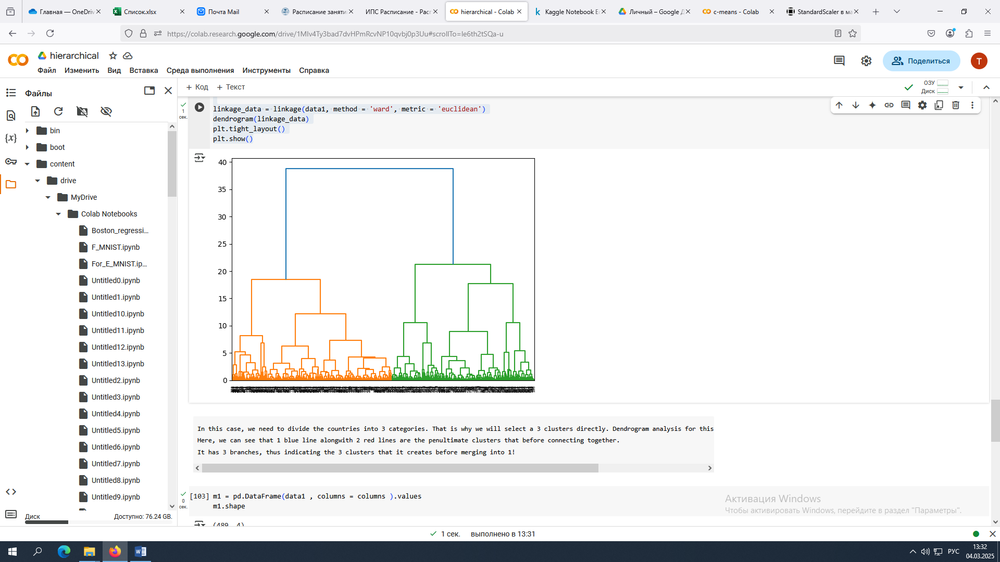 Главная — OneDriv
Список.xlsx
Почта Mail
Расписание заняти
ИПС Расписание - Расп
hierarchical - Colab
Kaggle Notebook Ec
Личный – Google Д
c-means - Colab
StandardScaler в ма
https://colab.research.google.com/drive/1MIv4Ty3bad7dvHPmRcvNP10qvbj0p3Uu#scrollTo=Ie6th2tSQa-u
hierarchical
Файл Изменить Вид Вставка Среда выполнения Инструменты Справка
Поделиться
T
Файлы
+ Код + Текст
ОЗУ
Диск
bin
boot
content
drive
MyDrive
Colab Notebooks
Boston_regressi...
F_MNIST.ipynb
For_E_MNIST.ip...
Untitled0.ipynb
Untitled1.ipynb
Untitled10.ipynb
Untitled11.ipynb
Untitled12.ipynb
Untitled13.ipynb
Untitled2.ipynb
Untitled3.ipynb
Untitled4.ipynb
Untitled5.ipynb
Untitled6.ipynb
Untitled7.ipynb
Untitled8.ipynb
Untitled9.ipynb
Диск
Доступно: 76.24 GB.
1
сек.
linkage_data = linkage(data1, method = 'ward', metric = 'euclidean')
dendrogram(linkage_data)
plt.tight_layout()
plt.show()
40
35
30
25
20
15
10
5
0
In this case, we need to divide the countries into 3 categories. That is why we will select a 3 clusters directly. Dendrogram analysis for this
Here, we can see that 1 blue line alongwith 2 red lines are the penultimate clusters that before connecting together.
It has 3 branches, thus indicating the 3 clusters that it creates before merging into 1!
0
сек.
[103] m1 = pd.DataFrame(data1 , columns = columns ).values
m1.shape
(489, 4)
Активация Windows
Чтобы активировать Windows, перейдите в раздел "Параметры".
1 сек. выполнено в 13:31
РУС
13:32
04.03.2025